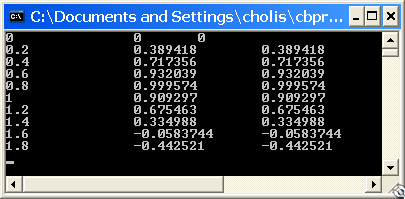 C:\Documents and Settings\cholis\cbpr...
0 0 0
0.2 0.389418 0.389418
0.4 0.717356 0.717356
0.6 0.932039 0.932039
0.8 0.999574 0.999574
1 0.909297 0.909297
1.2 0.675463 0.675463
1.4 0.334988 0.334988
1.6 -0.0583744 -0.0583744
1.8 -0.442521 -0.442521